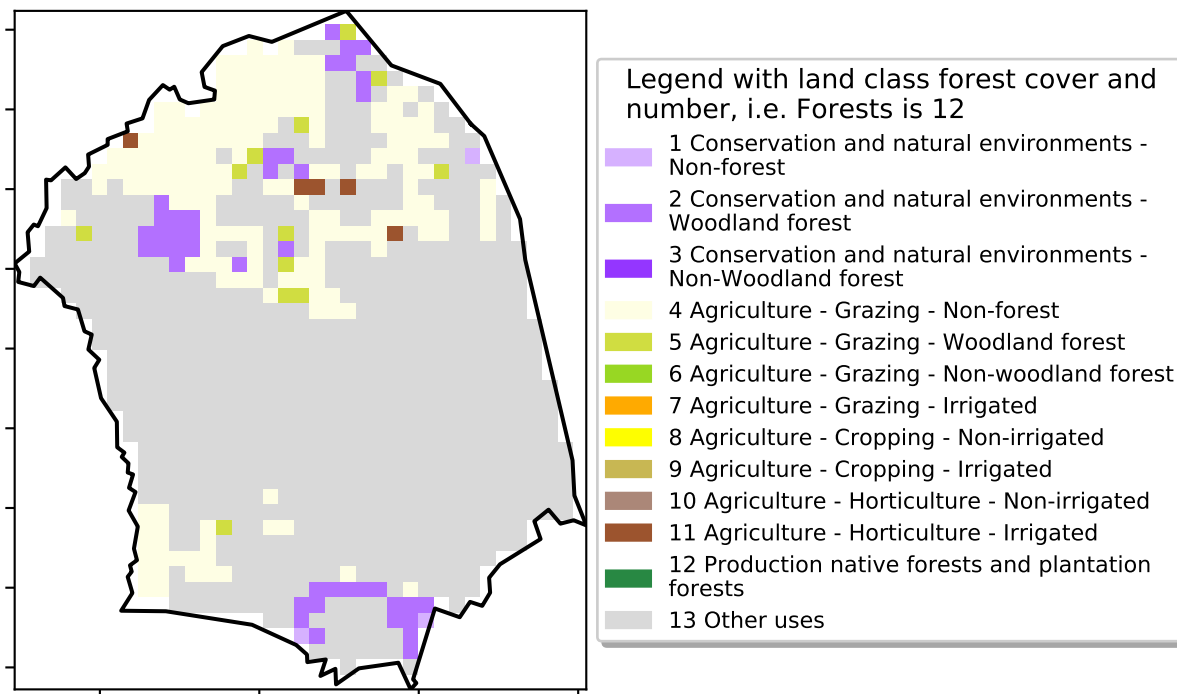 Legend with land class forest cover and
number, i.e. Forests is 12
1 Conservation and natural environments -
Non-forest
2 Conservation and natural environments -
Woodland forest
3 Conservation and natural environments -
Non-Woodland forest
4 Agriculture - Grazing - Non-forest
5 Agriculture - Grazing - Woodland forest
6 Agriculture - Grazing - Non-woodland forest
7 Agriculture - Grazing - Irrigated
8 Agriculture - Cropping - Non-irrigated
9 Agriculture - Cropping - Irrigated
10 Agriculture - Horticulture - Non-irrigated
11 Agriculture - Horticulture - Irrigated
12 Production native forests and plantation
forests
13 Other uses